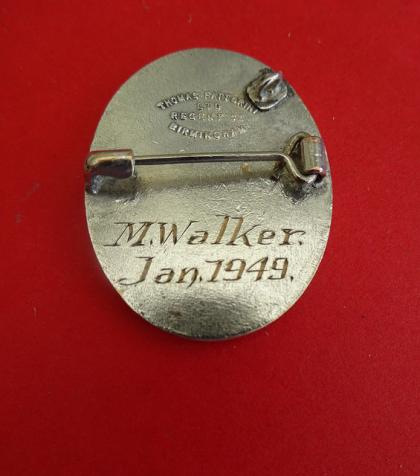 THOMAS FATTORINI
LTD
REGENT ST
BIRMINGHAM
M. Walker.
Jan. 1949.